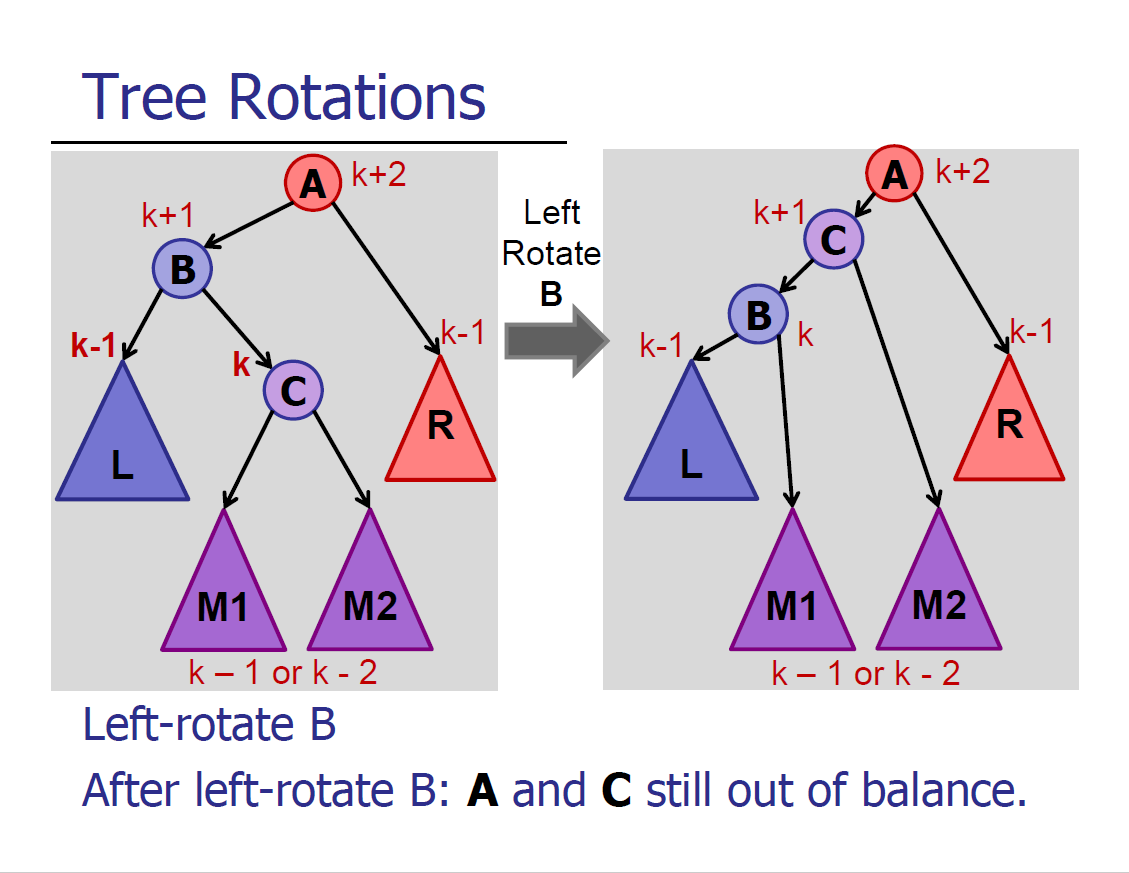 Tree Rotations
A
k+2
k+1
B
k-1
k
C
k-1
L
R
M1
M2
k – 1 or k - 2
Left
Rotate
B
A
k+2
k+1
C
B
k
k-1
k-1
L
R
M1
M2
k – 1 or k - 2
Left-rotate B
After left-rotate B: A and C still out of balance.